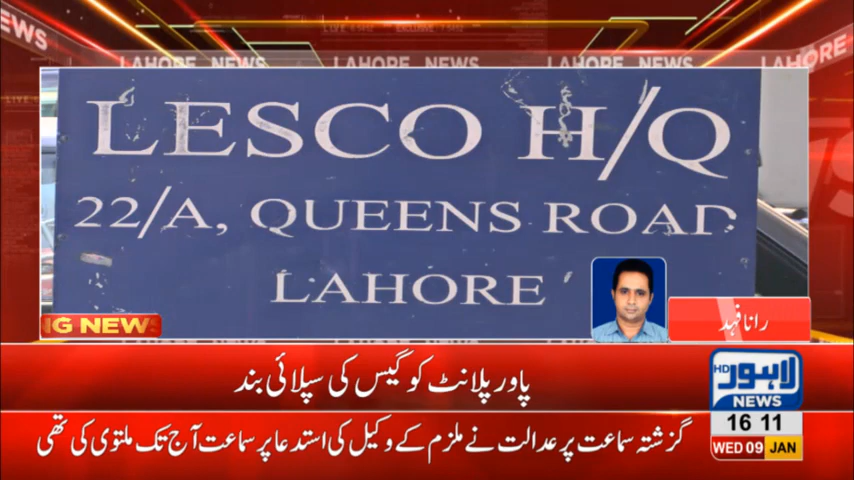 NEWS
LAHORE NEWS LAHORE NEWS LAHORE NEWS
LESCO H/Q
22/A, QUEENS ROAD
LAHORE
رانا فہد
NG NEWS
پاور پلانٹ کو گیس کی سپلائی بند
HD لاہور
NEWS
16 11
WED 09 JAN
گزشتہ سماعت پر عدالت نے ملزم کے وکیل کی استدعا پر سماعت آج تک ملتوی کی تھی